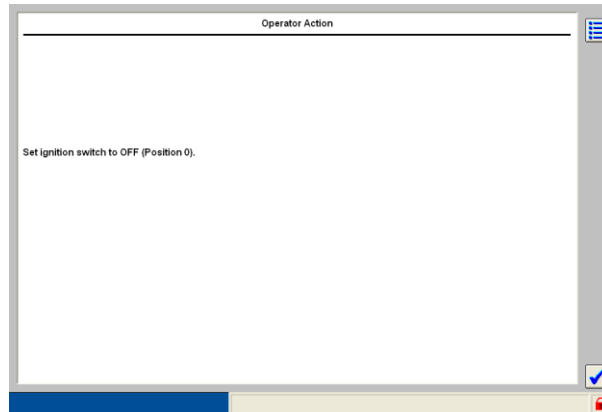 Operator Action
Set ignition switch to OFF (Position 0).